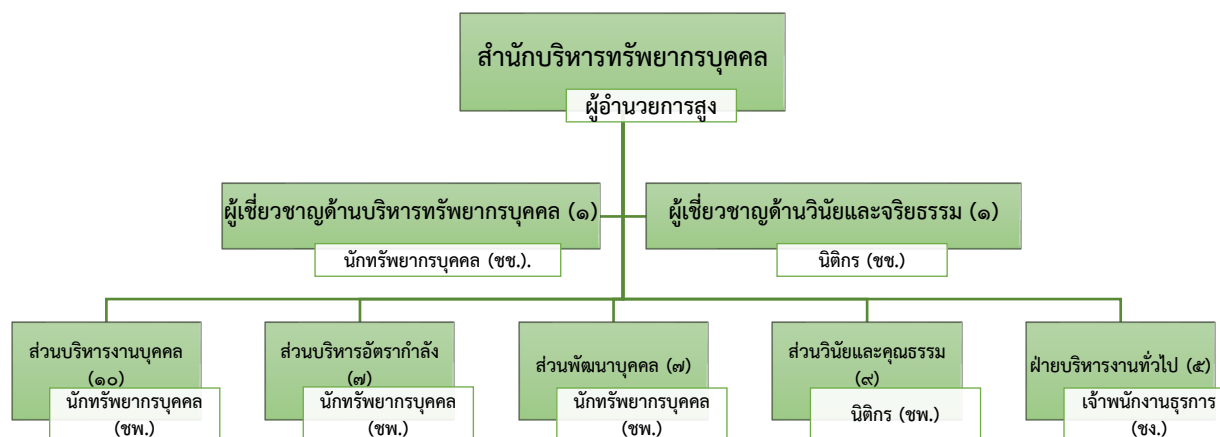 สำนักบริหารทรัพยากรบุคคล
ผู้อำนวยการสูง
ผู้เชี่ยวชาญด้านบริหารทรัพยากรบุคคล (๑)
นักทรัพยากรบุคคล (ชช.).
ผู้เชี่ยวชาญด้านวินัยและจริยธรรม (๑)
นิติกร (ชช.)
ส่วนบริหารงานบุคคล
(๑๐)
นักทรัพยากรบุคคล
(ชพ.)
ส่วนบริหารอัตรากำลัง
(๗)
นักทรัพยากรบุคคล
(ชพ.)
ส่วนพัฒนาบุคคล (๗)
นักทรัพยากรบุคคล
(ชพ.)
ส่วนวินัยและคุณธรรม
(๙)
นิติกร (ชพ.)
ฝ่ายบริหารงานทั่วไป (๕)
เจ้าพนักงานธุรการ
(ชง.)